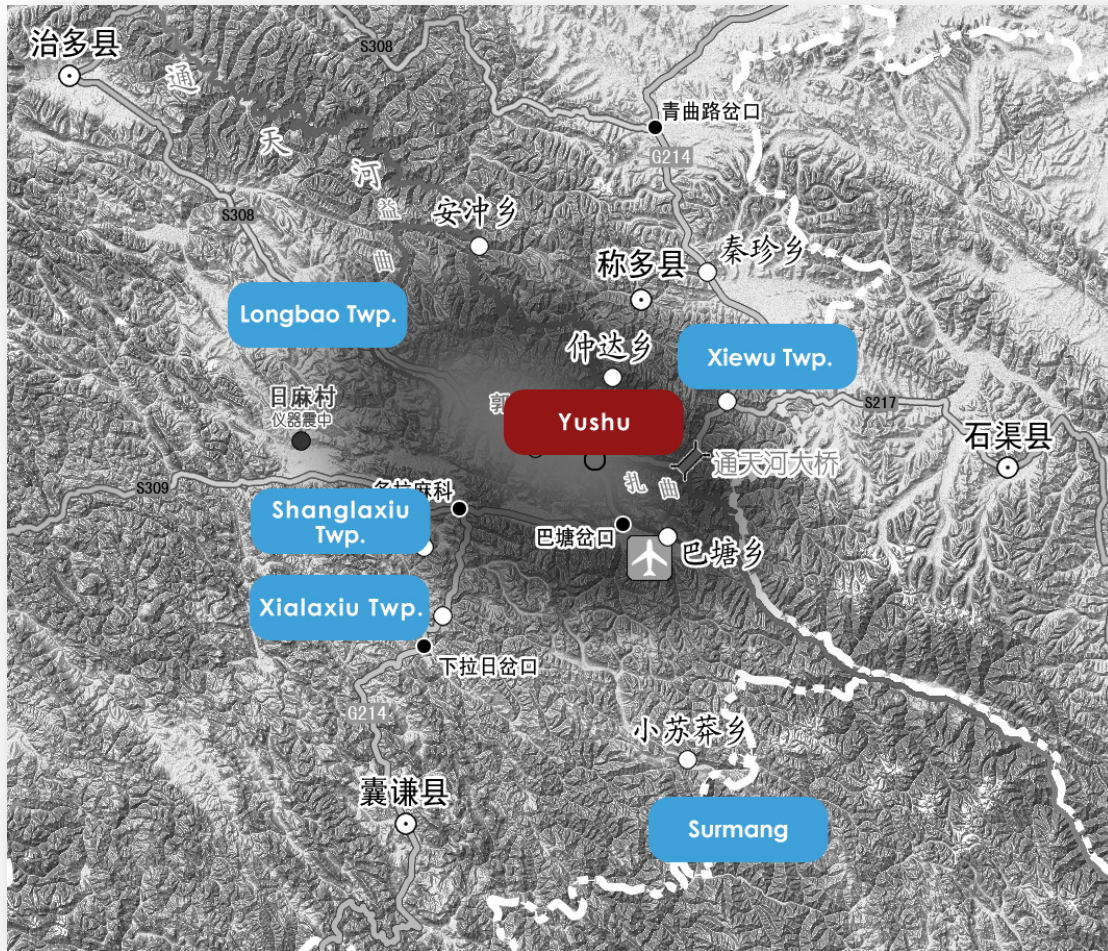 S308
治多县
通
青曲路岔口
天
G214
河
益
安冲乡
S308
曲
秦珍乡
称多县
Longbao Twp.
仲达乡
Xiewu Twp.
日麻村
仪器震中
郭
Yushu
S217
石渠县
通天河大桥
扎
曲
S309
Shanglaxiu
Twp.
巴塘岔口
巴塘乡
Xialaxiu Twp.
下拉日岔口
G214
小苏莽乡
囊谦县
Surmang